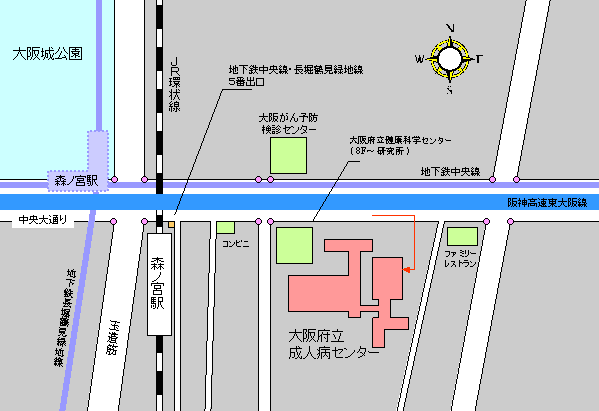 大阪城公園
JR環状線
地下鉄中央線・長堀鶴見緑地線
5番出口
N
W
E
S
大阪がん予防
検診センター
大阪府立健康科学センター
(8F~研究所)
地下鉄中央線
森ノ宮駅
阪神高速東大阪線
中央大通り
コンビニ
ファミリー
レストラン
森ノ宮駅
地下鉄長堀鶴見緑地線
玉造筋
大阪府立
成人病センター